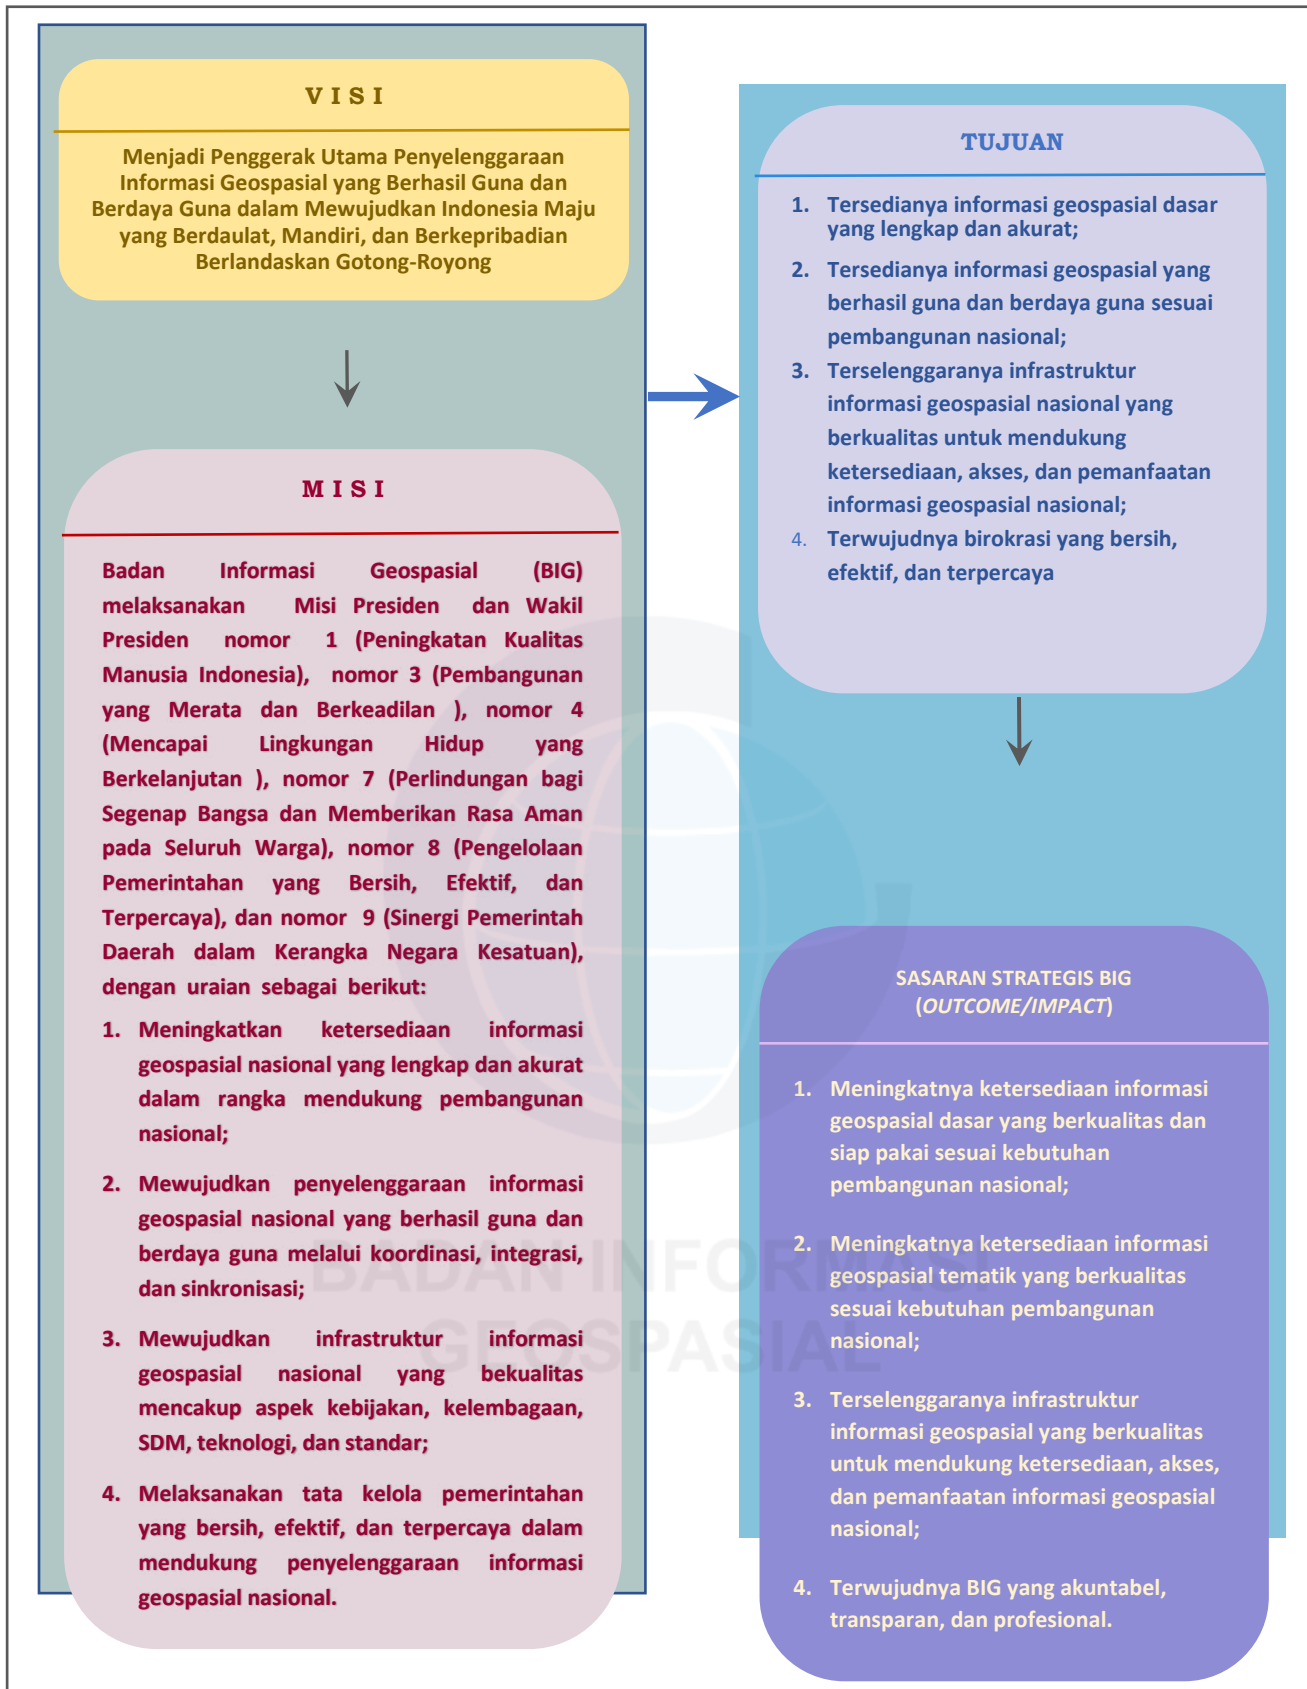 V I S I
Menjadi Penggerak Utama Penyelenggaraan
Informasi Geospasial yang Berhasil Guna dan
Berdaya Guna dalam Mewujudkan Indonesia Maju
yang Berdaulat, Mandiri, dan Berkepribadian
Berlandaskan Gotong-Royong
M I S I
Badan Informasi Geospasial (BIG)
melaksanakan Misi Presiden dan Wakil
Presiden nomor 1 (Peningkatan Kualitas
Manusia Indonesia), nomor 3 (Pembangunan
yang Merata dan Berkeadilan ), nomor 4
(Mencapai Lingkungan Hidup yang
Berkelanjutan ), nomor 7 (Perlindungan bagi
Segenap Bangsa dan Memberikan Rasa Aman
pada Seluruh Warga), nomor 8 (Pengelolaan
Pemerintahan yang Bersih, Efektif, dan
Terpercaya), dan nomor 9 (Sinergi Pemerintah
Daerah dalam Kerangka Negara Kesatuan),
dengan uraian sebagai berikut:
1. Meningkatkan ketersediaan informasi
geospasial nasional yang lengkap dan akurat
dalam rangka mendukung pembangunan
nasional;
2. Mewujudkan penyelenggaraan informasi
geospasial nasional yang berhasil guna dan
berdaya guna melalui koordinasi, integrasi,
dan sinkronisasi;
3. Mewujudkan infrastruktur informasi
geospasial nasional yang bekualitas
mencakup aspek kebijakan, kelembagaan,
SDM, teknologi, dan standar;
4. Melaksanakan tata kelola pemerintahan
yang bersih, efektif, dan terpercaya dalam
mendukung penyelenggaraan informasi
geospasial nasional.
TUJUAN
1. Tersedianya informasi geospasial dasar
yang lengkap dan akurat;
2. Tersedianya informasi geospasial yang
berhasil guna dan berdaya guna sesuai
pembangunan nasional;
3. Terselenggaranya infrastruktur
informasi geospasial nasional yang
berkualitas untuk mendukung
ketersediaan, akses, dan pemanfaatan
informasi geospasial nasional;
4. Terwujudnya birokrasi yang bersih,
efektif, dan terpercaya
SASARAN STRATEGIS BIG
(OUTCOME/IMPACT)
1. Meningkatnya ketersediaan informasi
geospasial dasar yang berkualitas dan
siap pakai sesuai kebutuhan
pembangunan nasional;
2. Meningkatnya ketersediaan informasi
geospasial tematik yang berkualitas
sesuai kebutuhan pembangunan
nasional;
3. Terselenggaranya infrastruktur
informasi geospasial yang berkualitas
untuk mendukung ketersediaan, akses,
dan pemanfaatan informasi geospasial
nasional;
4. Terwujudnya BIG yang akuntabel,
transparan, dan profesional.
BADAN INFORMASI
GEOSPASIAL